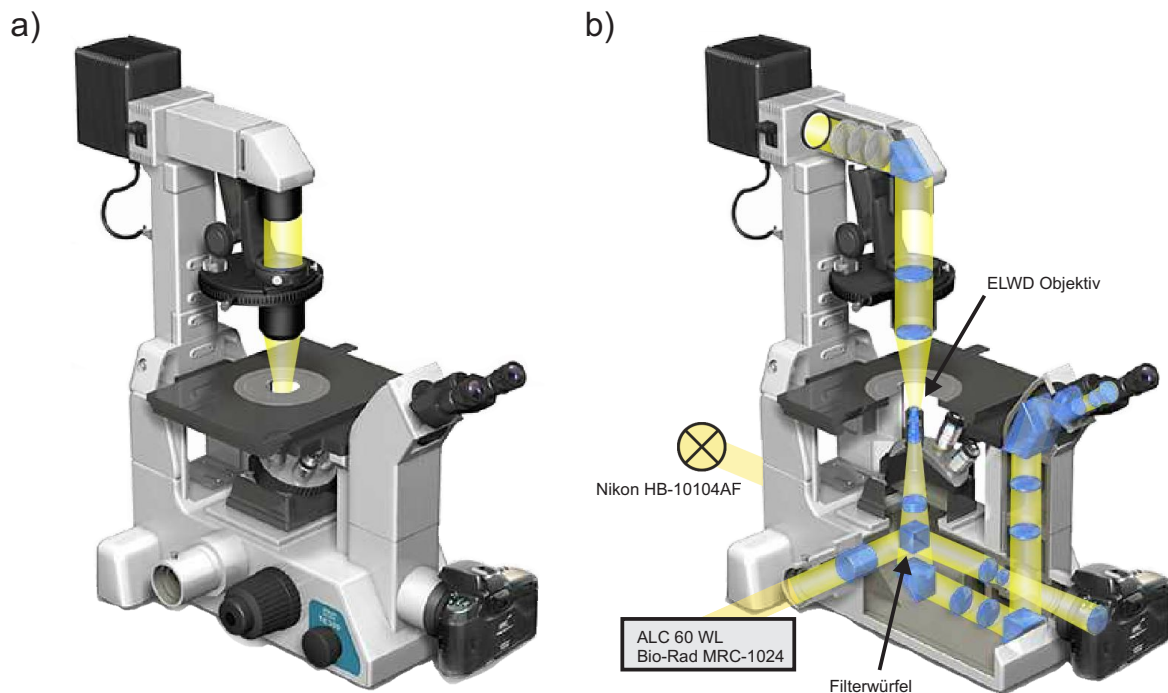 a)
b)
ELWD Objektiv
Nikon HB-10104AF
ALC 60 WL
Bio-Rad MRC-1024
Filterwürfel